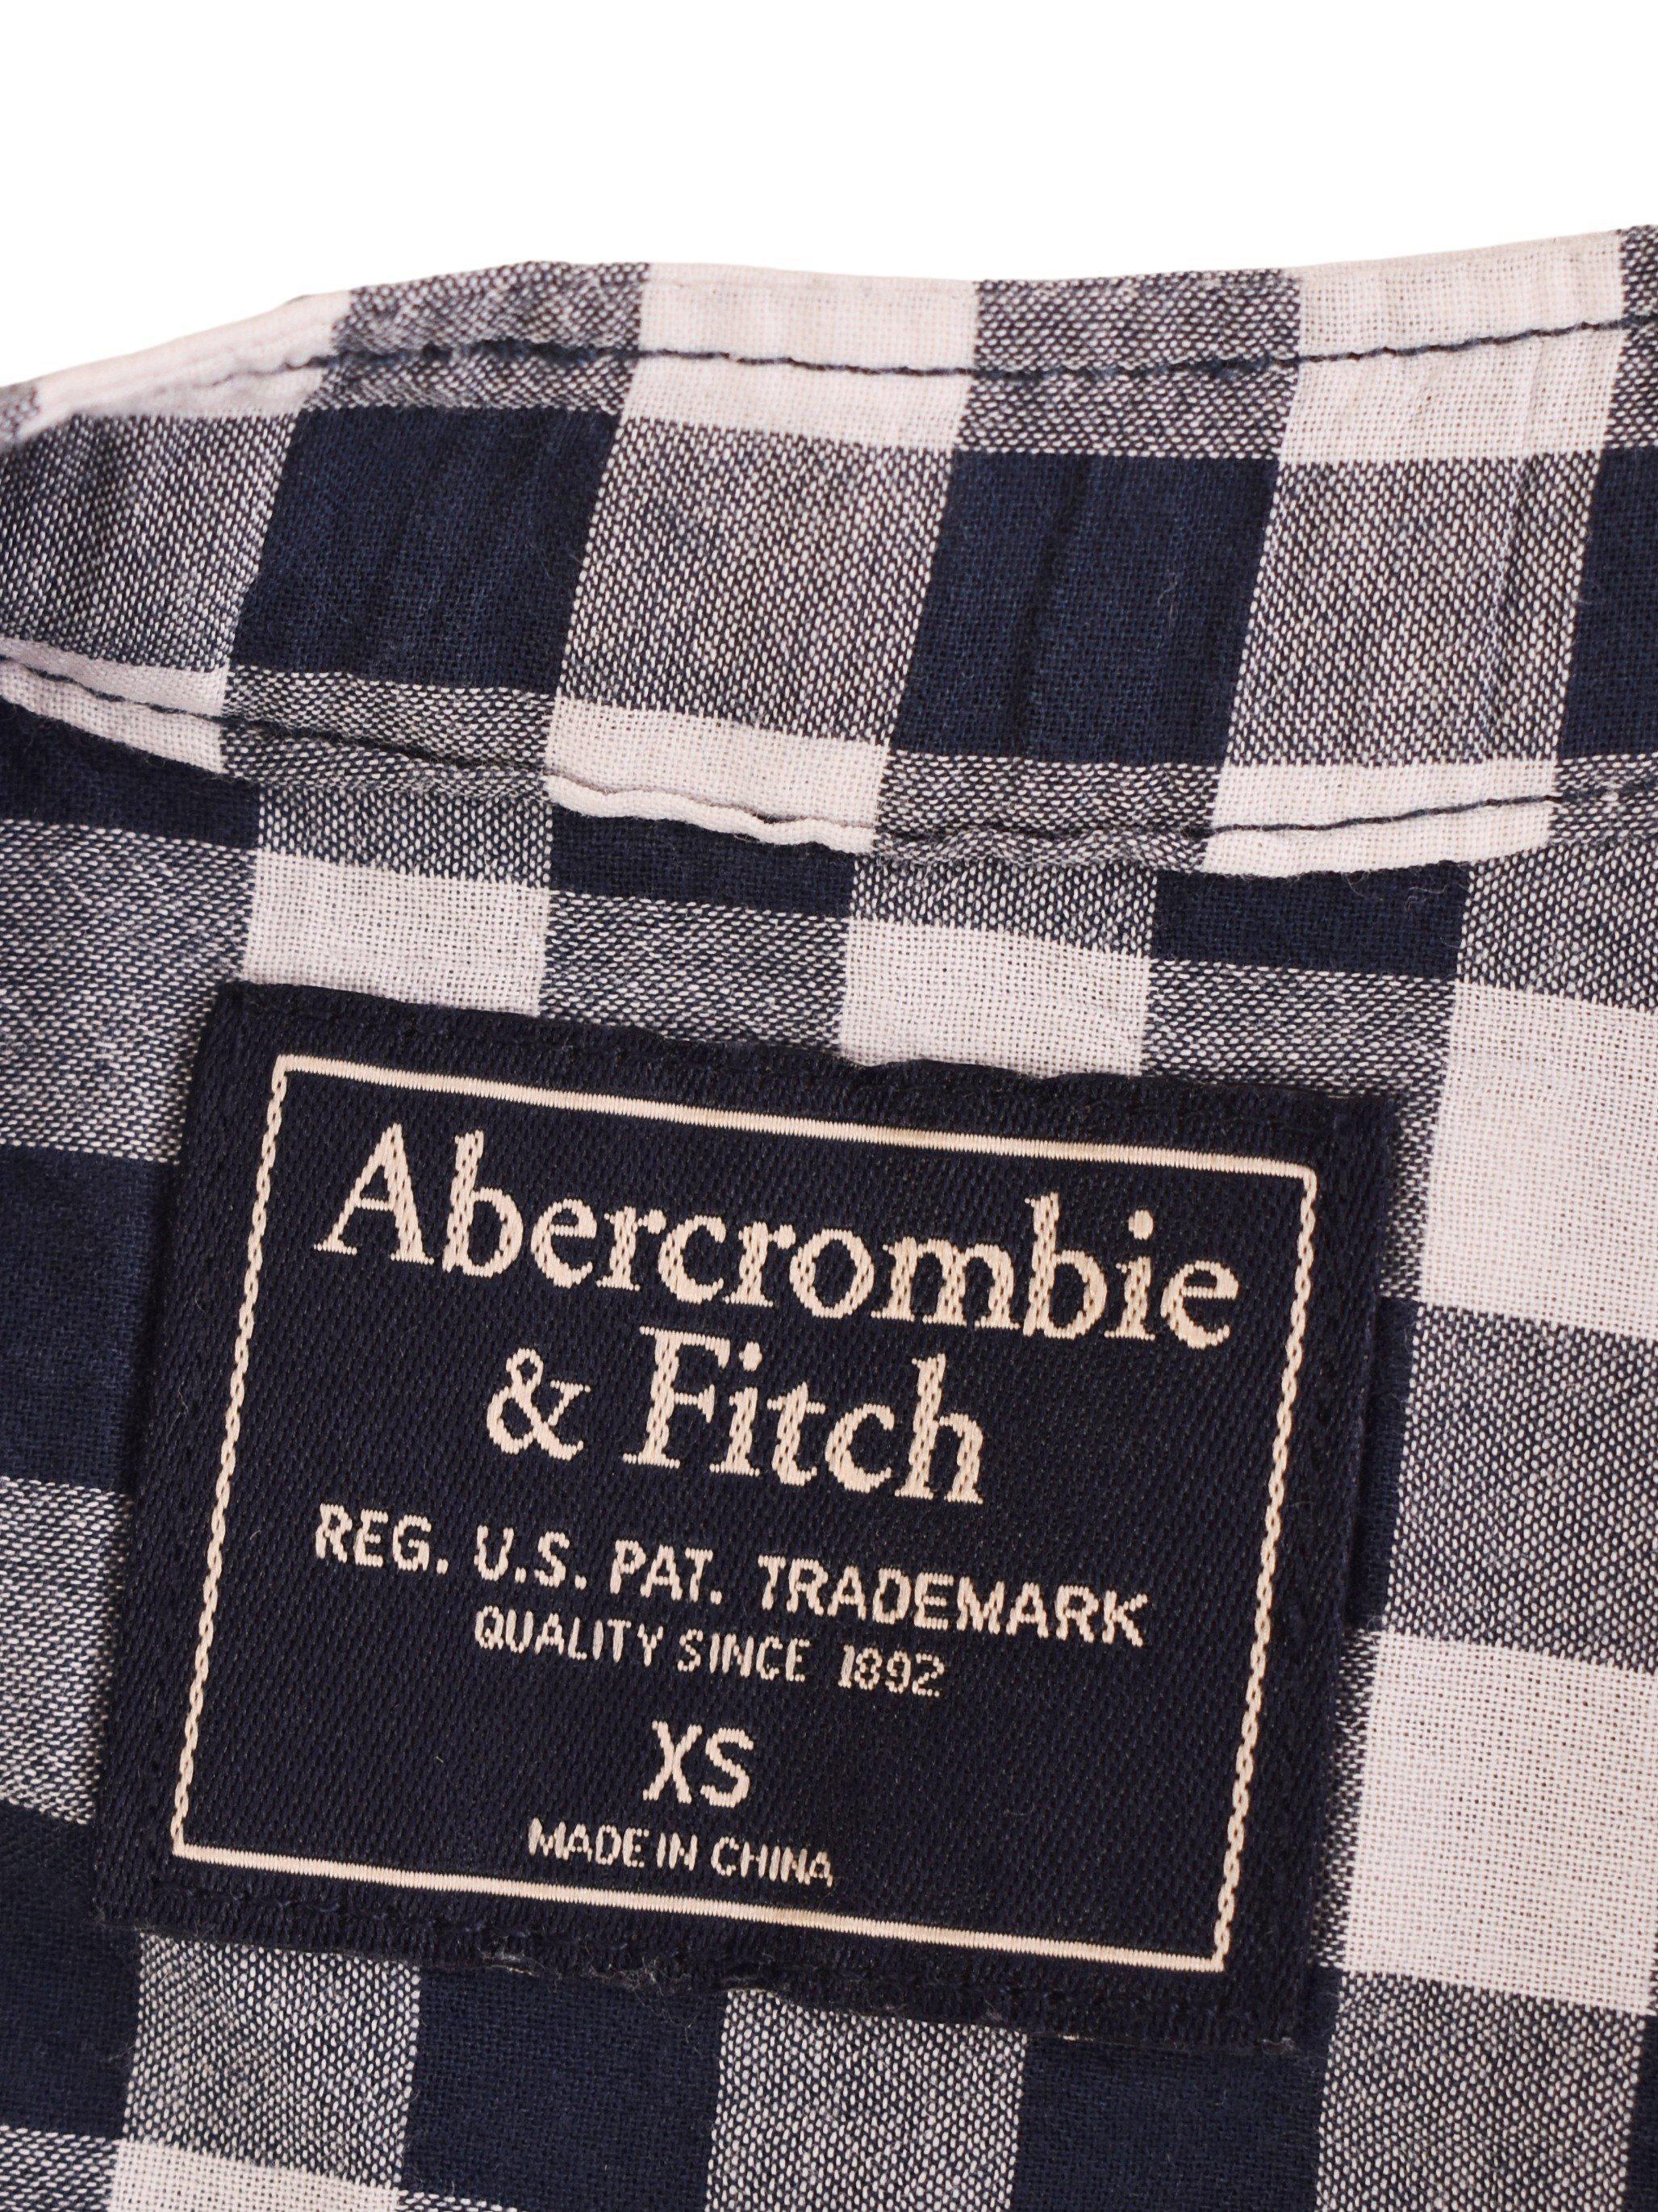 Abercrombie
& Fitch
REG. U.S. PAT. TRADEMARK
QUALITY SINCE 1892
XS
MADE IN CHINA